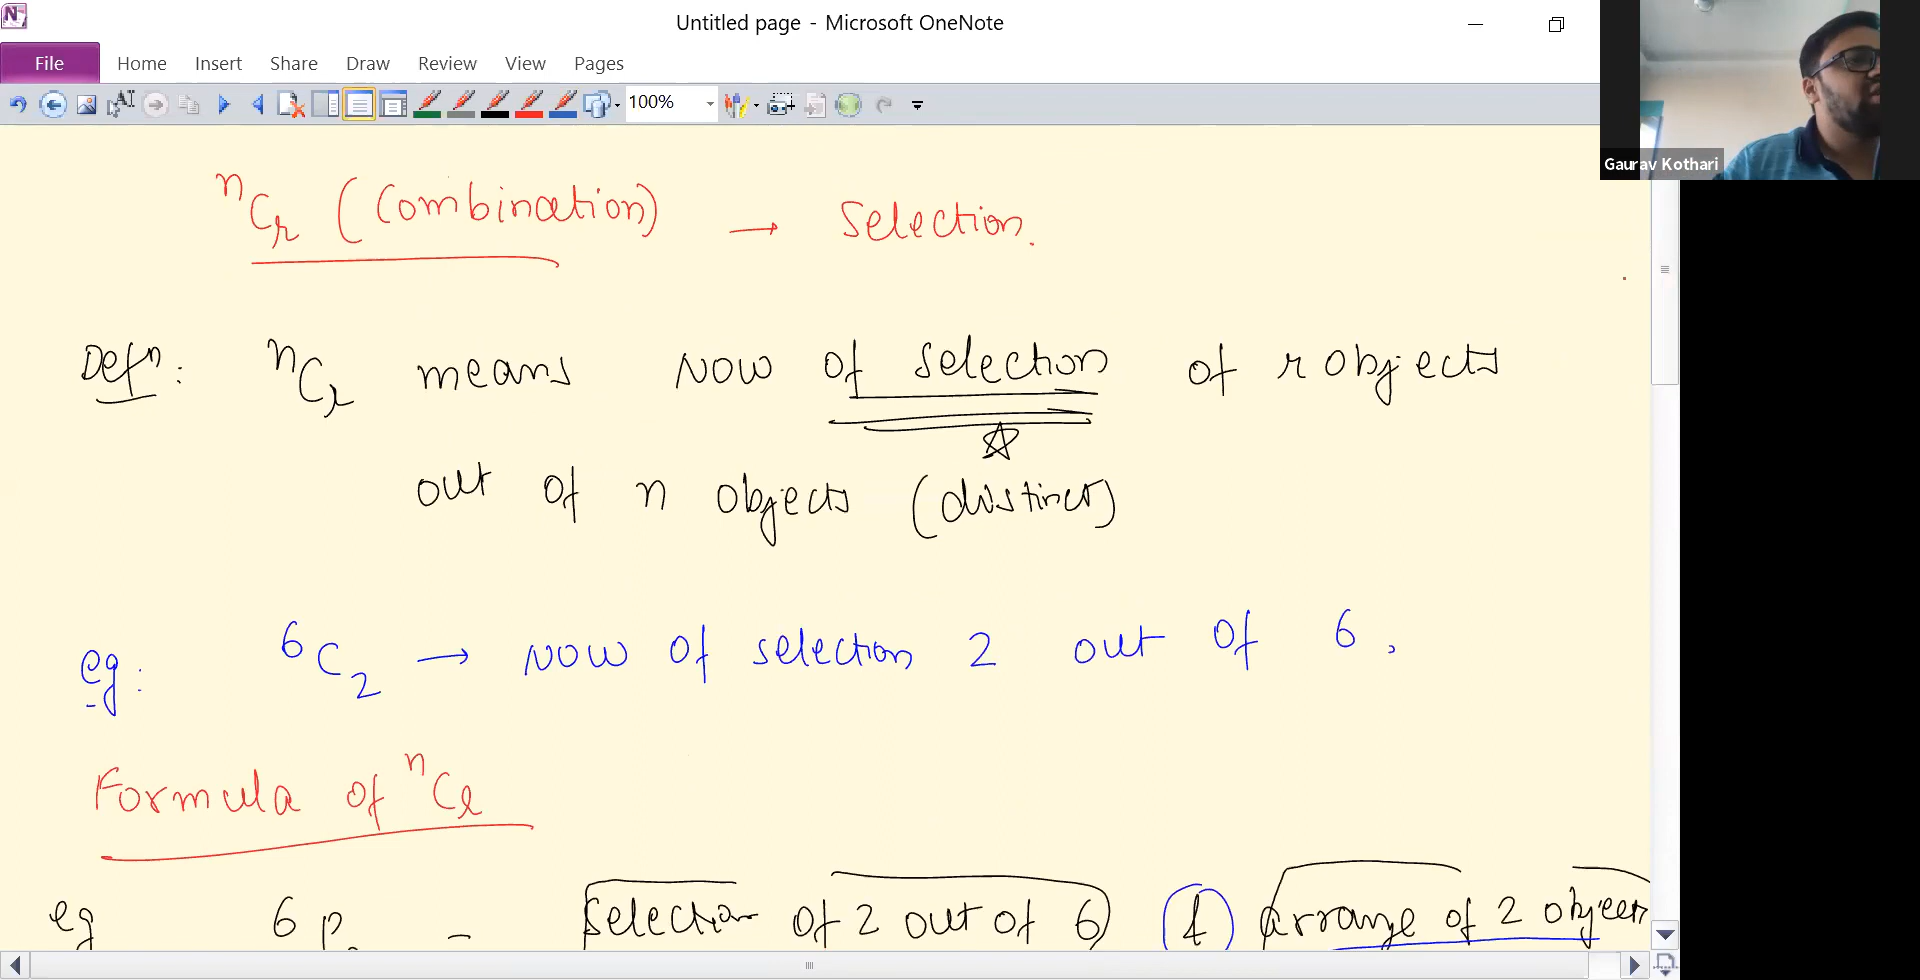 Untitled page - Microsoft OneNote
File Home Insert Share Draw Review View Pages
100%
Gaurav Kothari
ⁿCᵣ (Combination) → Selection.
Defⁿ: ⁿCᵣ means NOW of selection of r objects
out of n objects (distinct)
eg: ⁶C₂ → NOW of selection 2 out of 6,
Formula of ⁿCᵣ
eg 6 P = Selection of 2 out of 6 & arrange of 2 objects